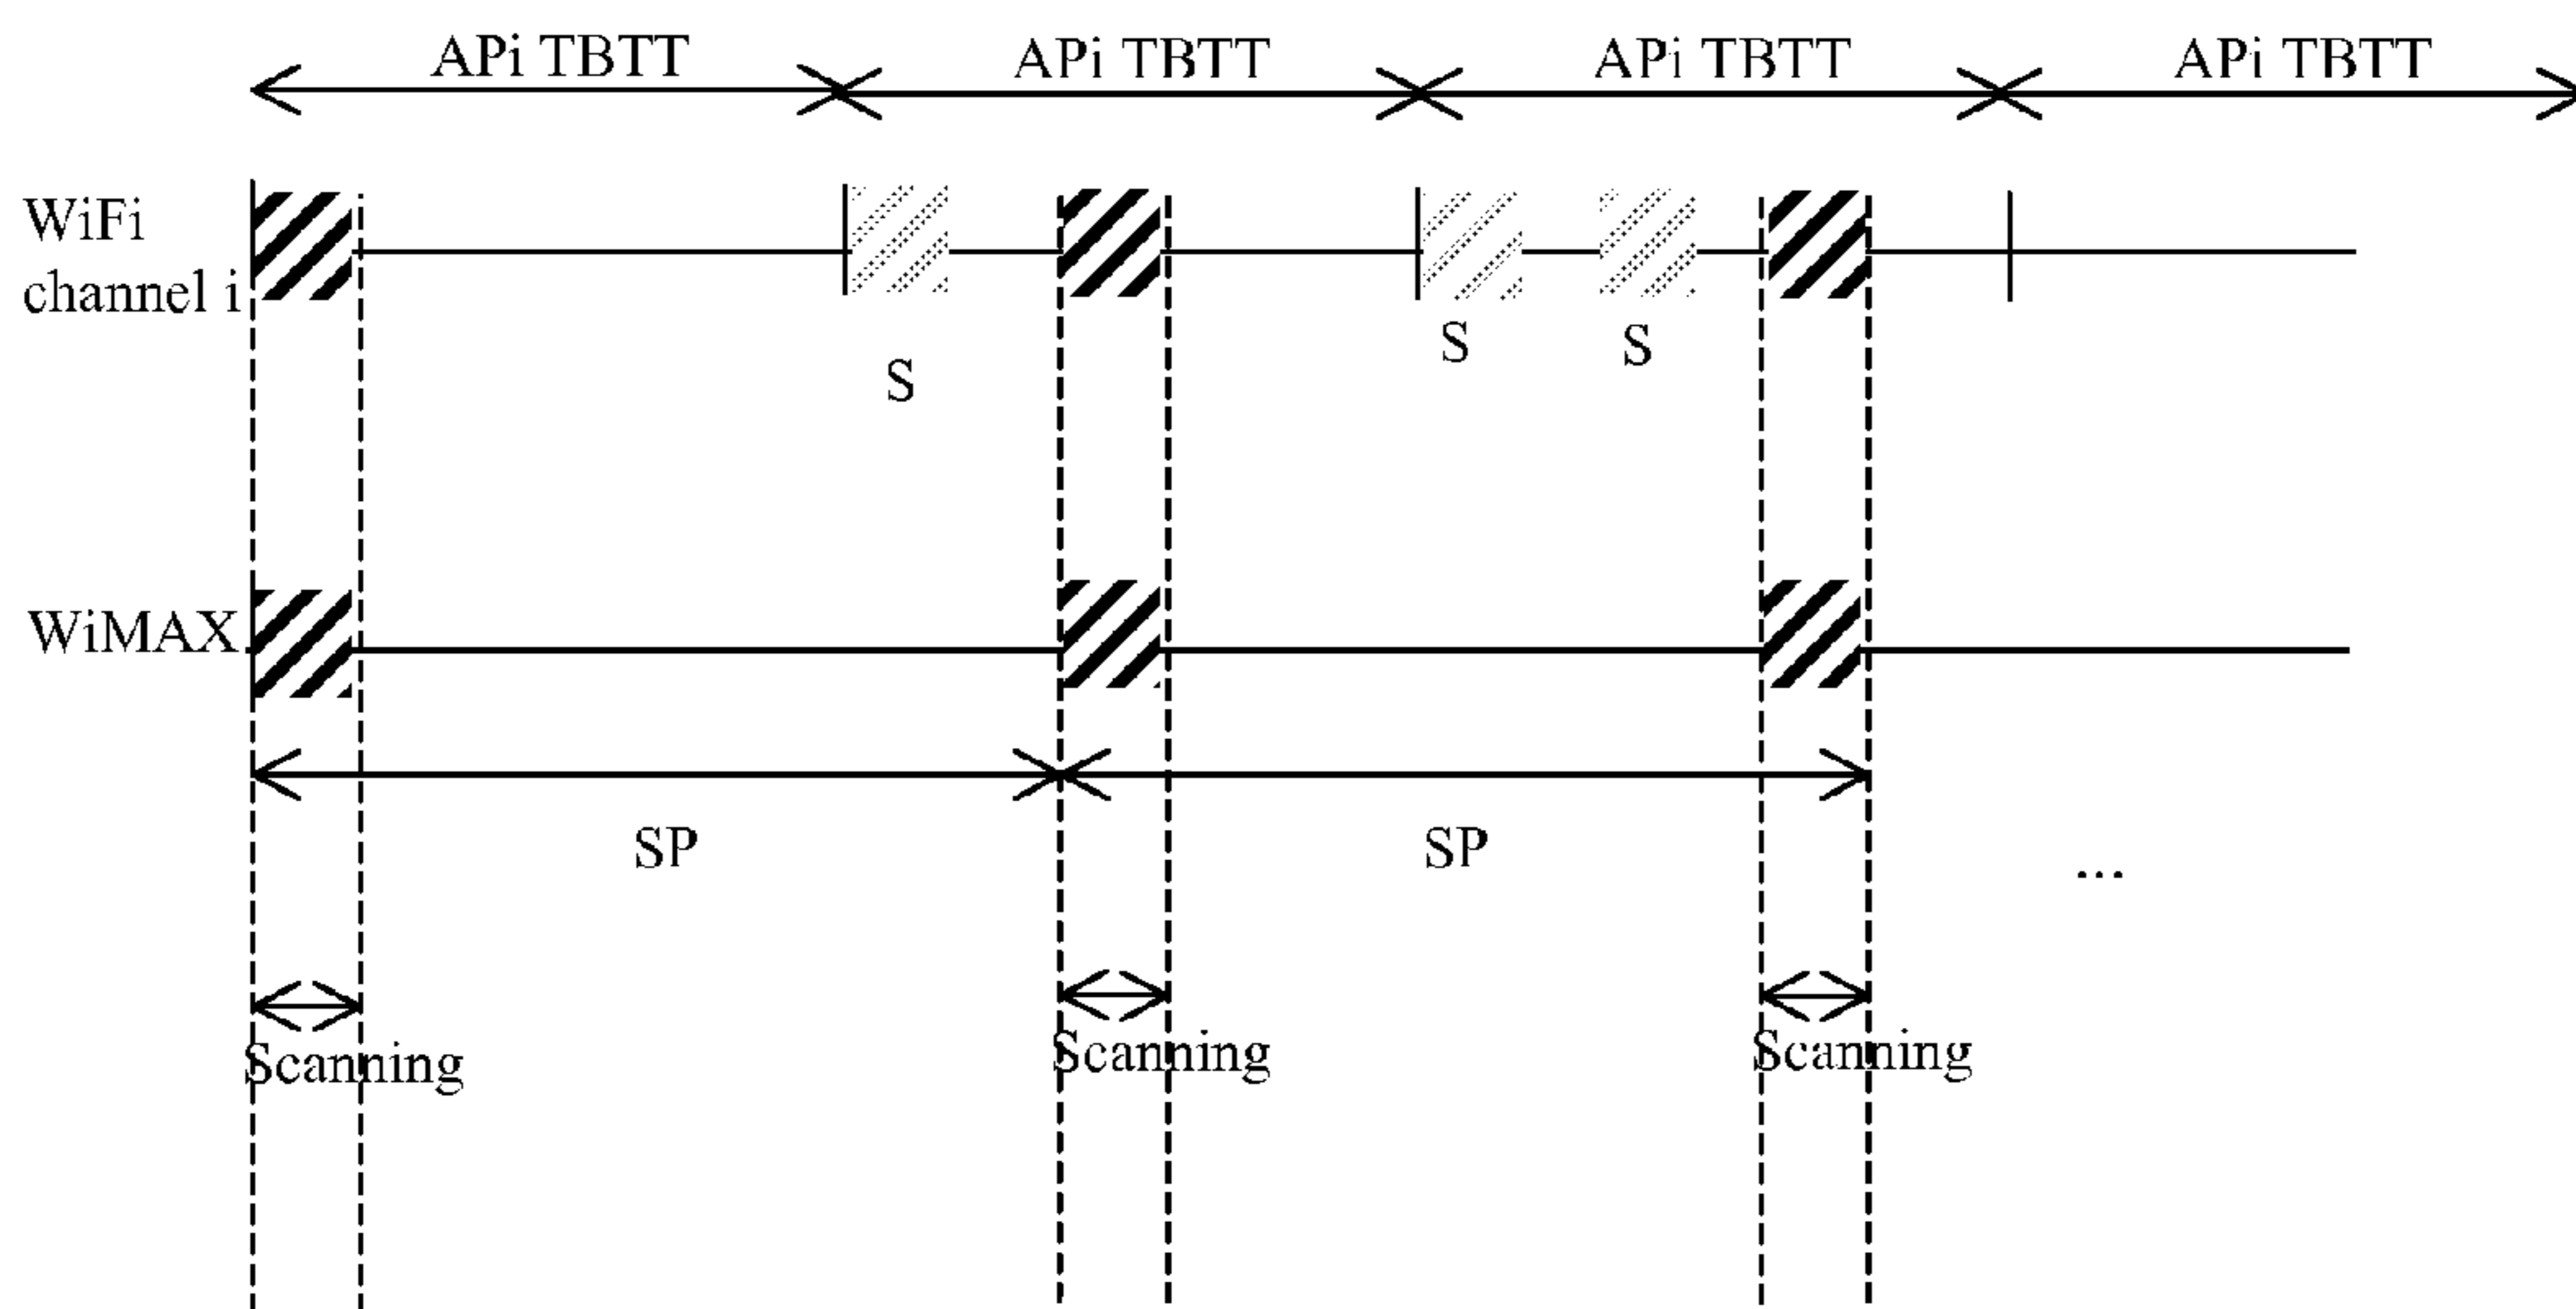 APi TBTT
APi TBTT
APi TBTT
APi TBTT
WiFi
channel i
S
S
S
WiMAX
SP
SP
...
Scanning
Scanning
Scanning